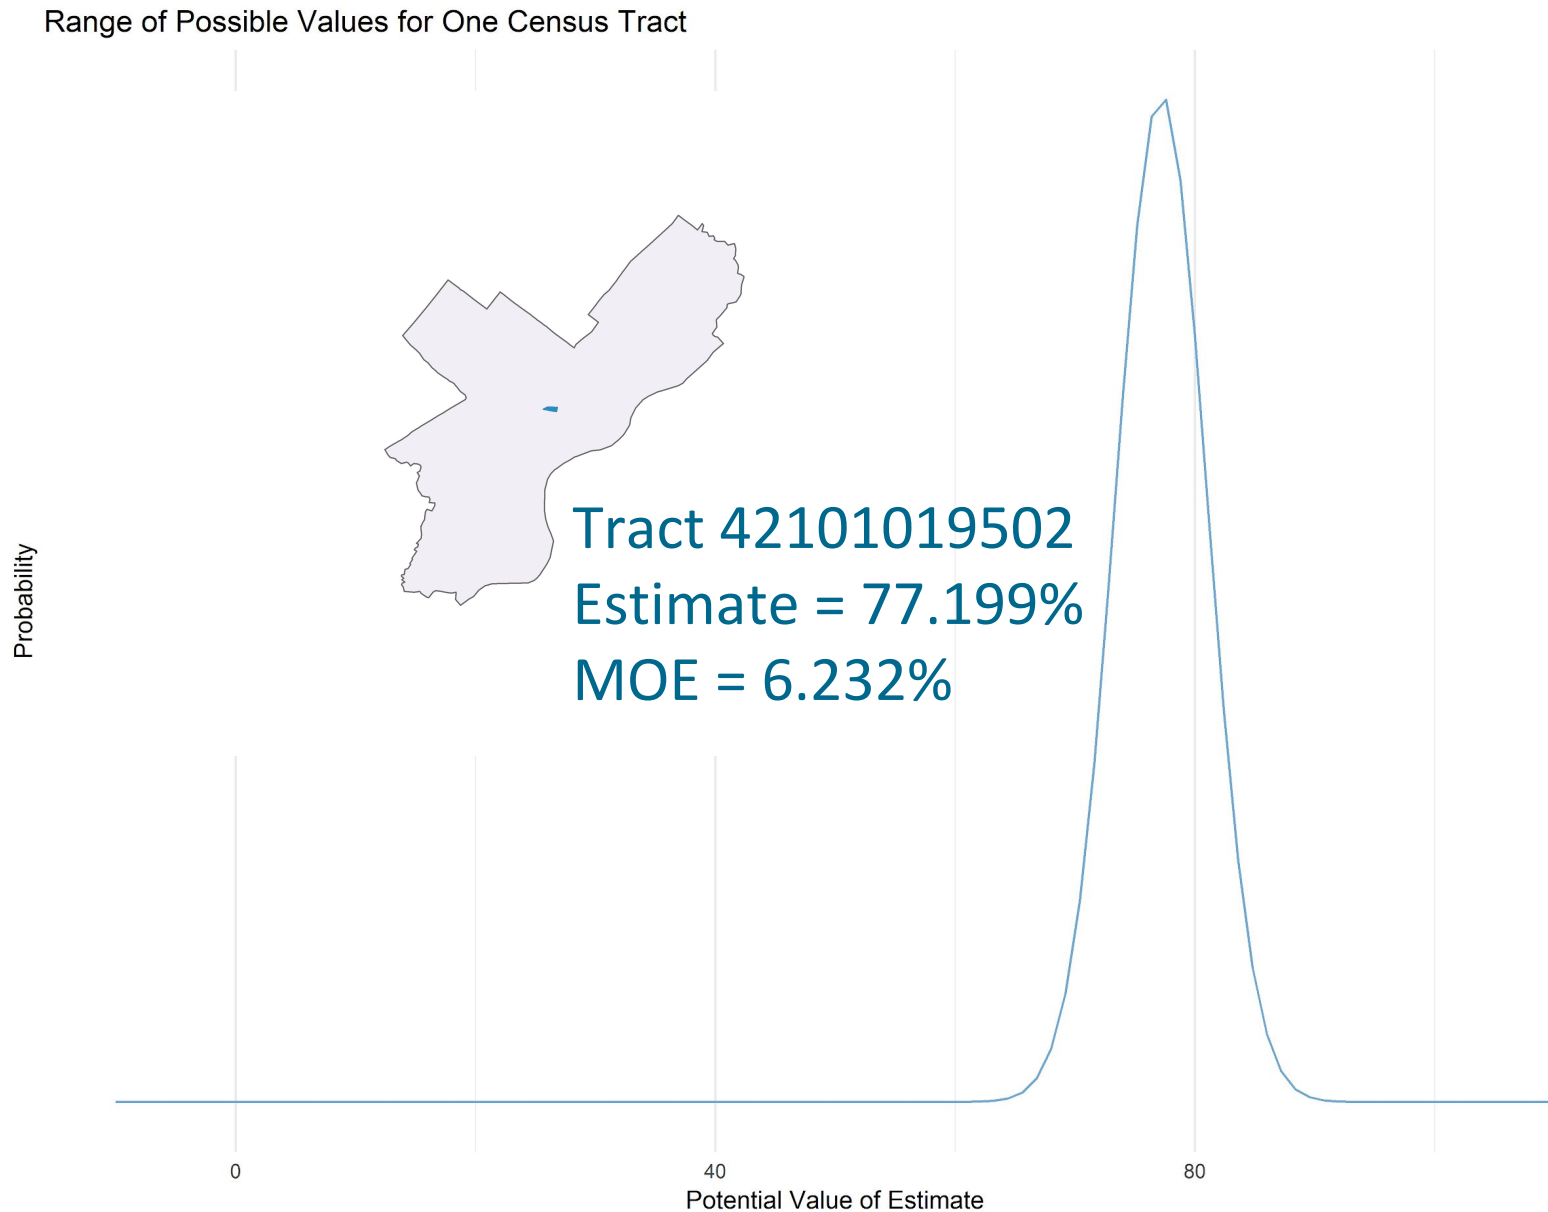 Range of Possible Values for One Census Tract
Tract 42101019502
Estimate = 77.199%
MOE = 6.232%
Probability
0
40
80
Potential Value of Estimate